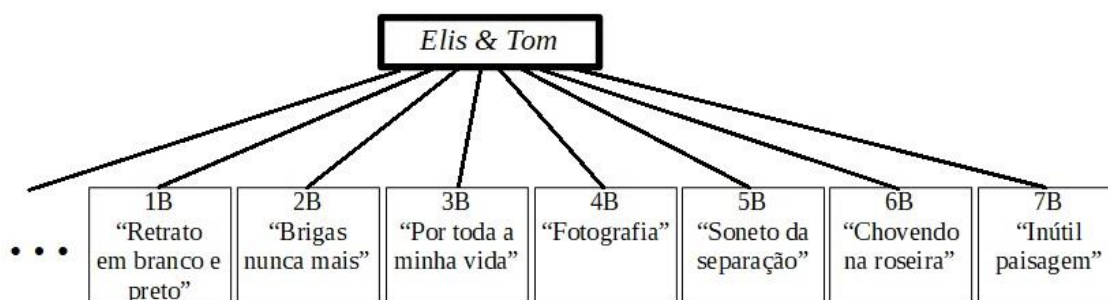 Elis & Tom
1B
“Retrato
em branco e
preto”
2B
“Brigas
nunca mais”
3B
“Por toda a
minha vida”
4B
“Fotografia”
5B
“Soneto da
separação”
6B
“Chovendo
na roseira”
7B
“Inútil
paisagem”
• • •